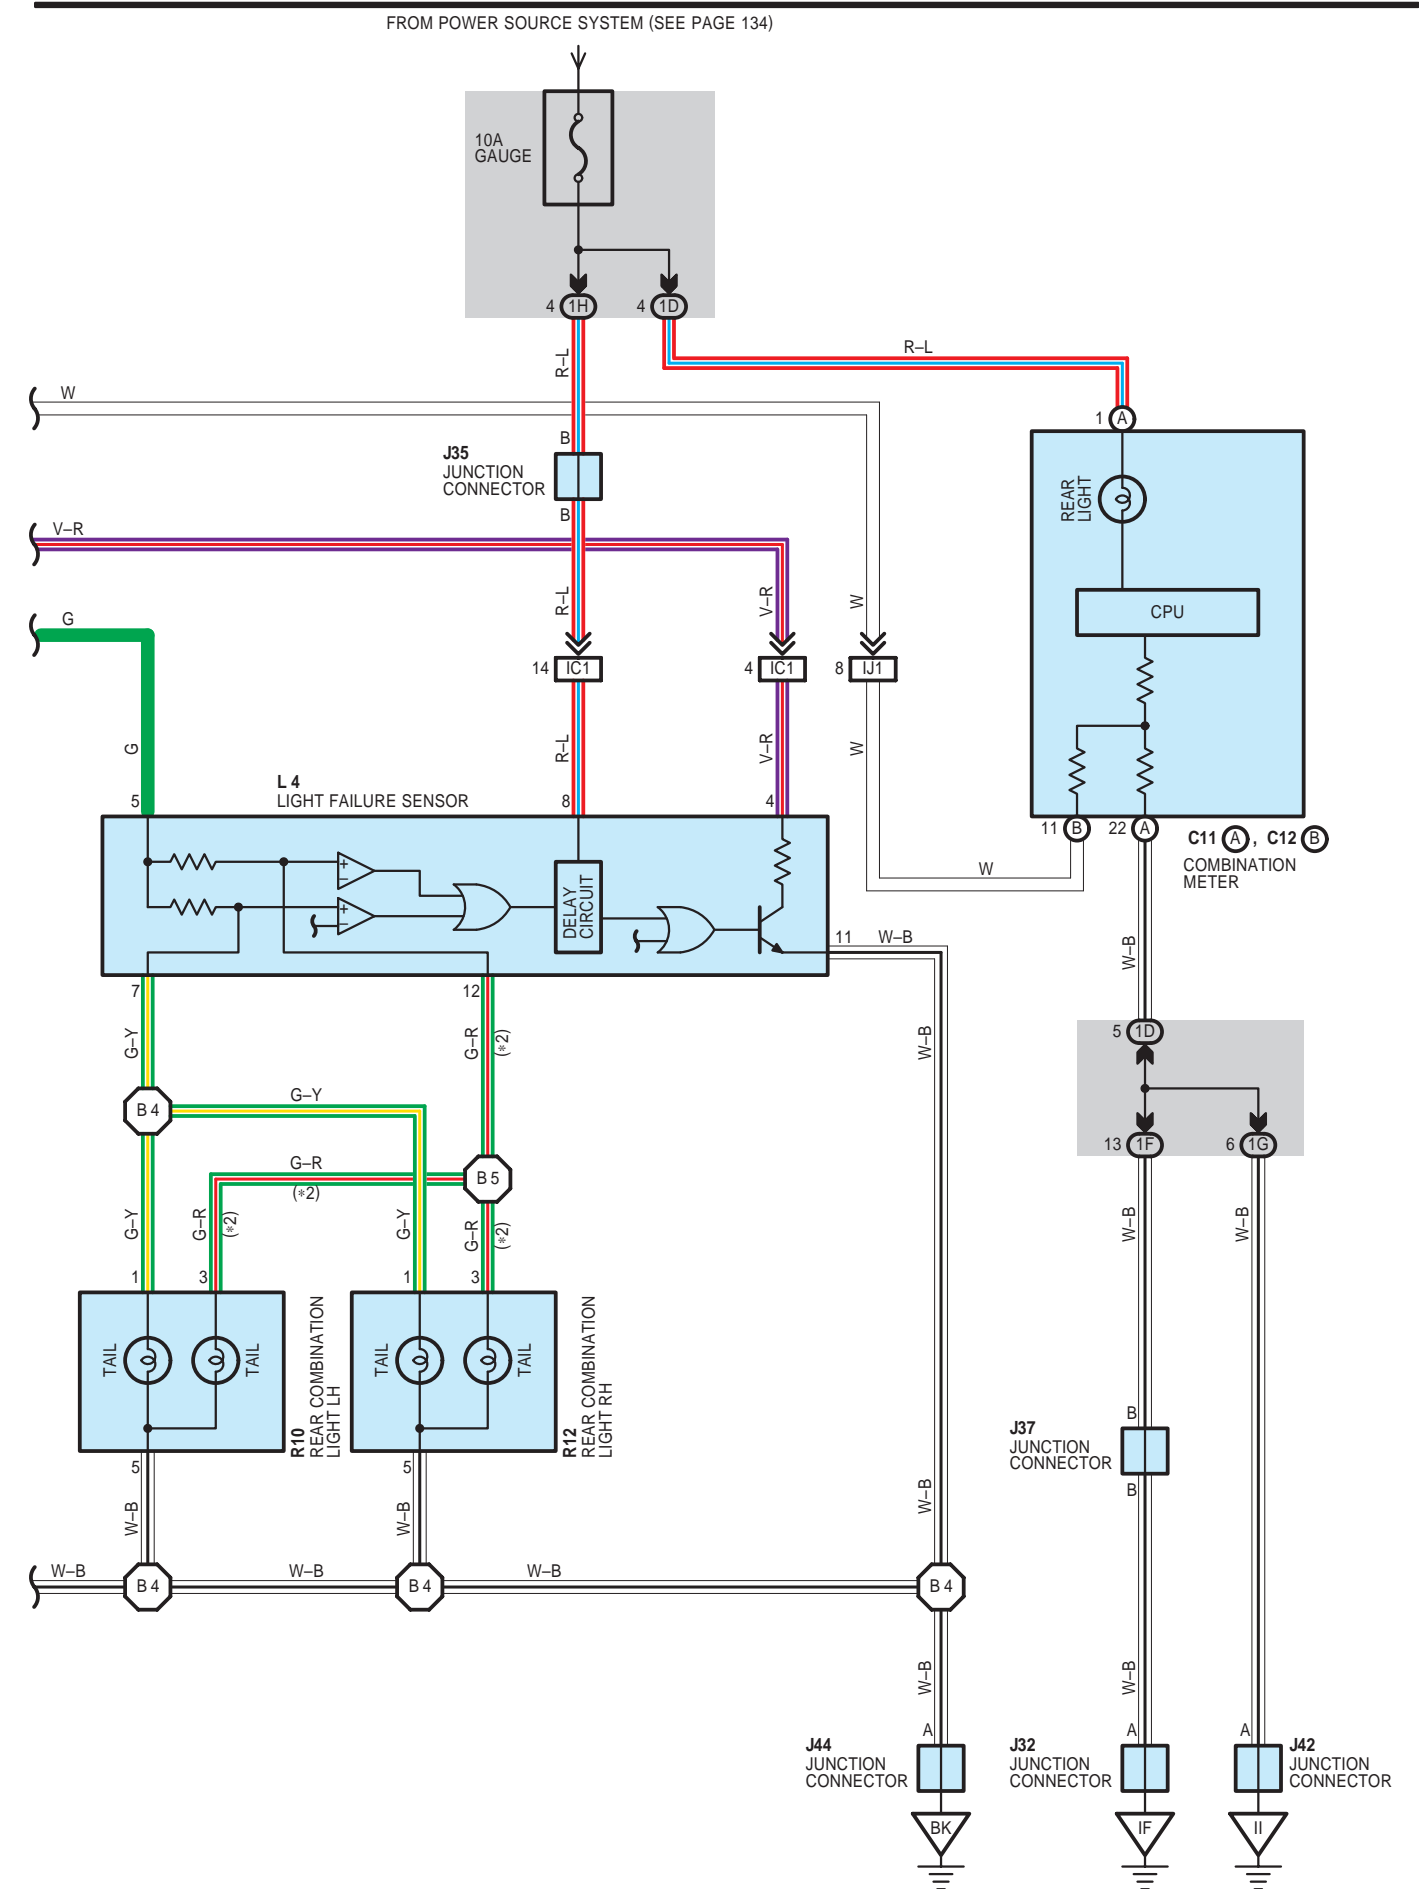 FROM POWER SOURCE SYSTEM (SEE PAGE 134)
10A
GAUGE
4 1H
4 1D
R–L
R–L
W
1 A
B
J35
JUNCTION
CONNECTOR
B
REAR
LIGHT
V–R
R–L
V–R
W
CPU
G
14 IC1
4 IC1
8 IJ1
G
R–L
V–R
W
L 4
LIGHT FAILURE SENSOR
5
8
4
11 B
22 A
C11 A , C12 B
COMBINATION
METER
W
+
−
+
−
DELAY
CIRCUIT
11
W–B
W–B
7
12
G–Y
G–R
(∗2)
W–B
5 1D
B 4
G–Y
13 1F
6 1G
G–R
(∗2)
B 5
G–Y
G–R
(∗2)
G–Y
G–R
(∗2)
W–B
W–B
1
3
1
3
TAIL
TAIL
R10
REAR COMBINATION
LIGHT LH
TAIL
TAIL
R12
REAR COMBINATION
LIGHT RH
B
J37
JUNCTION
CONNECTOR
B
5
5
W–B
W–B
W–B
W–B
W–B
W–B
B 4
B 4
B 4
W–B
W–B
A
A
A
J44
JUNCTION
CONNECTOR
J32
JUNCTION
CONNECTOR
J42
JUNCTION
CONNECTOR
BK
IF
II